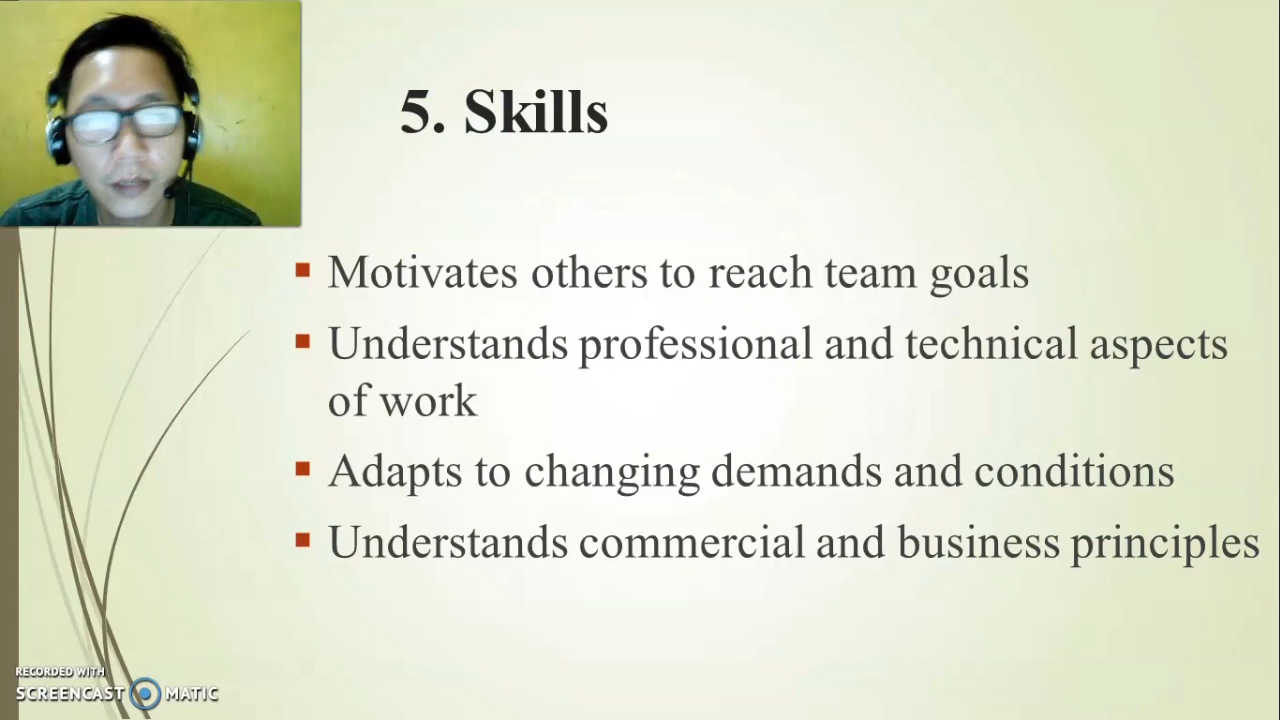 5. Skills
Motivates others to reach team goals
Understands professional and technical aspects
of work
Adapts to changing demands and conditions
Understands commercial and business principles
RECORDED WITH
SCREENCAST MATIC